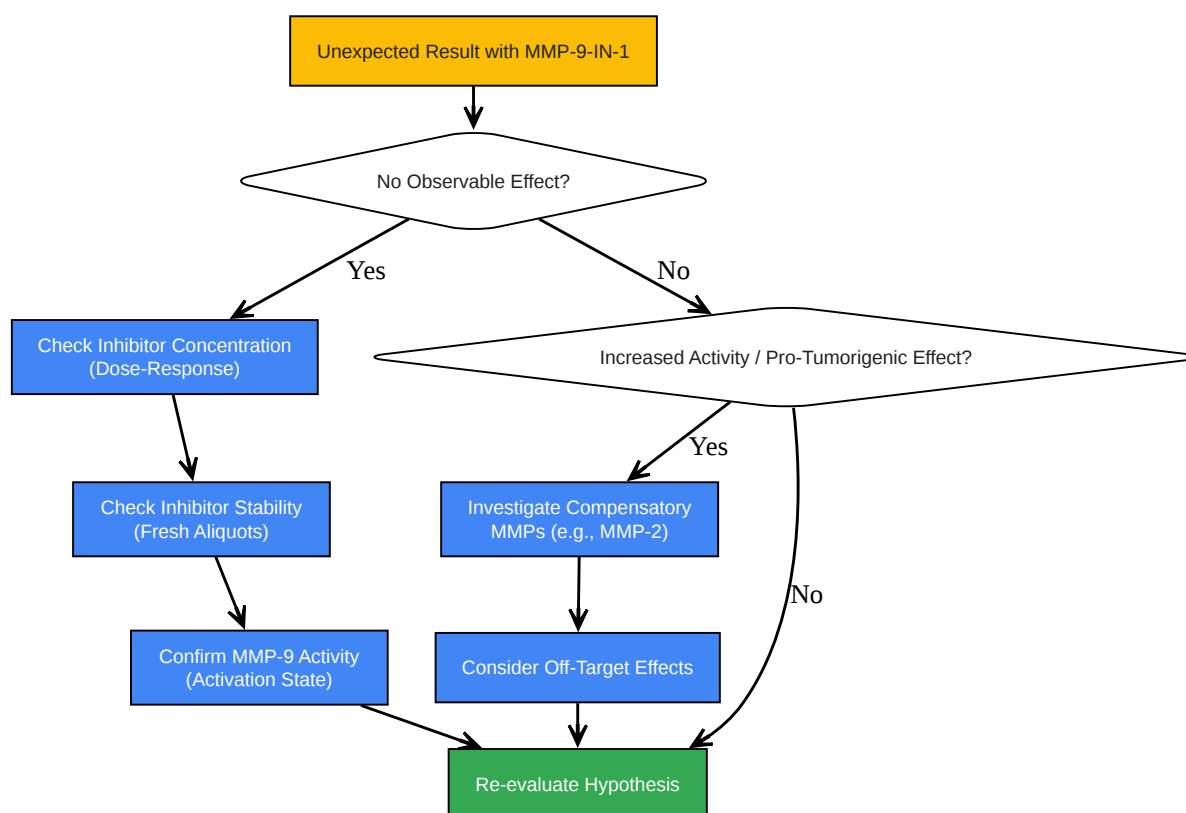 Unexpected Result with MMP-9-IN-1
No Observable Effect?
Yes
No
Check Inhibitor Concentration
(Dose-Response)
Increased Activity / Pro-Tumorigenic Effect?
Yes
Check Inhibitor Stability
(Fresh Aliquots)
Investigate Compensatory
MMPs (e.g., MMP-2)
No
Confirm MMP-9 Activity
(Activation State)
Consider Off-Target Effects
Re-evaluate Hypothesis